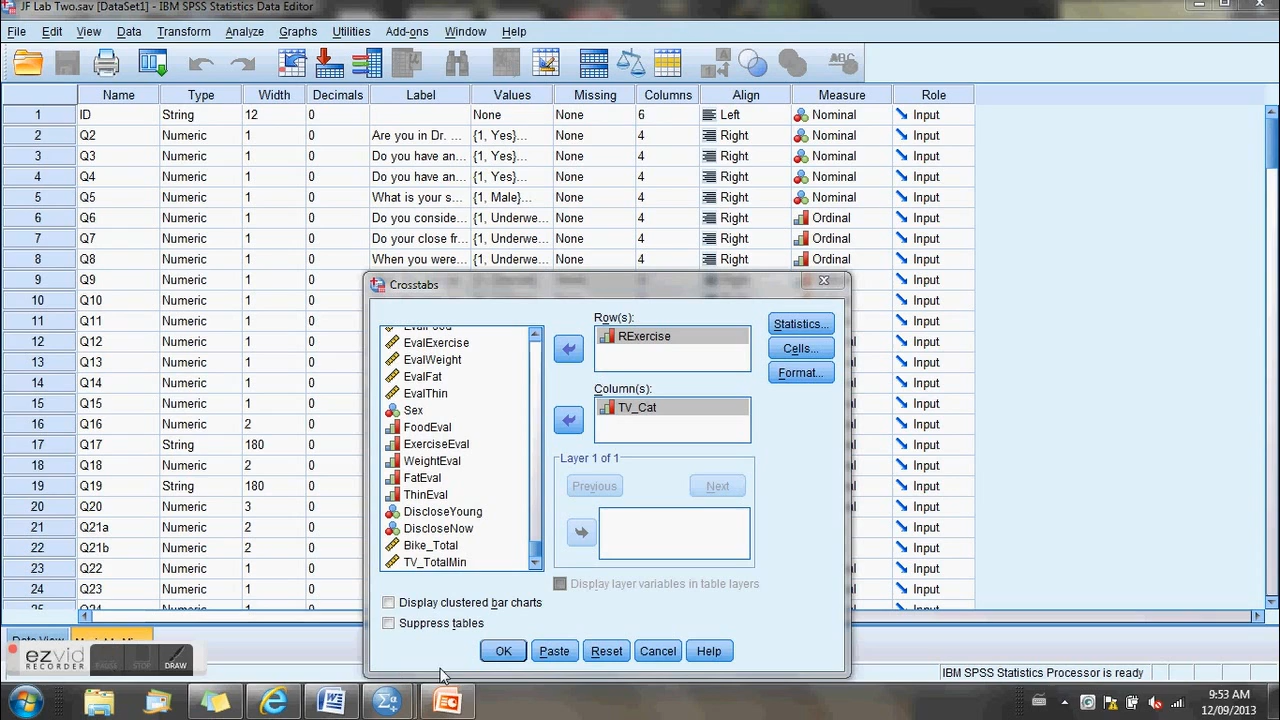 JF Lab Two.sav [DataSet1] - IBM SPSS Statistics Data Editor
File Edit View Data Transform Analyze Graphs Utilities Add-ons Window Help
Name Type Width Decimals Label Values Missing Columns Align Measure Role
1 ID String 12 0 None None 6 Left Nominal Input
2 Q2 Numeric 1 0 Are you in Dr. ... {1, Yes}... None 4 Right Nominal Input
3 Q3 Numeric 1 0 Do you have an... {1, Yes}... None 4 Right Nominal Input
4 Q4 Numeric 1 0 Do you have an... {1, Yes}... None 4 Right Nominal Input
5 Q5 Numeric 1 0 What is your s... {1, Male}... None 4 Right Nominal Input
6 Q6 Numeric 1 0 Do you conside... {1, Underwe... None 4 Right Ordinal Input
7 Q7 Numeric 1 0 Do your close fr... {1, Underwe... None 4 Right Ordinal Input
8 Q8 Numeric 1 0 When you were... {1, Underwe... None 4 Right Ordinal Input
9 Q9 Numeric 1 0 Input
10 Q10 Numeric 1 0 Input
11 Q11 Numeric 1 0 Input
12 Q12 Numeric 1 0 Input
13 Q13 Numeric 1 0 Input
14 Q14 Numeric 1 0 Input
15 Q15 Numeric 1 0 Input
16 Q16 Numeric 2 0 Input
17 Q17 String 180 0 Input
18 Q18 Numeric 2 0 Input
19 Q19 String 180 0 Input
20 Q20 Numeric 3 0 Input
21 Q21a Numeric 2 0 Input
22 Q21b Numeric 2 0 Input
23 Q22 Numeric 1 0 Input
24 Q23 Numeric 1 0 Input
25 Q24 Numeric 1 0 Input
Crosstabs
EvalFood
EvalExercise
EvalWeight
EvalFat
EvalThin
Sex
FoodEval
ExerciseEval
WeightEval
FatEval
ThinEval
DiscloseYoung
DiscloseNow
Bike_Total
TV_TotalMin
Row(s):
RExercise
Column(s):
TV_Cat
Layer 1 of 1
Previous Next
Display layer variables in table layers
Statistics...
Cells...
Format...
Display clustered bar charts
Suppress tables
OK Paste Reset Cancel Help
Data View
ezvid
RECORDER
PAUSE STOP DRAW
IBM SPSS Statistics Processor is ready
9:53 AM
12/09/2013